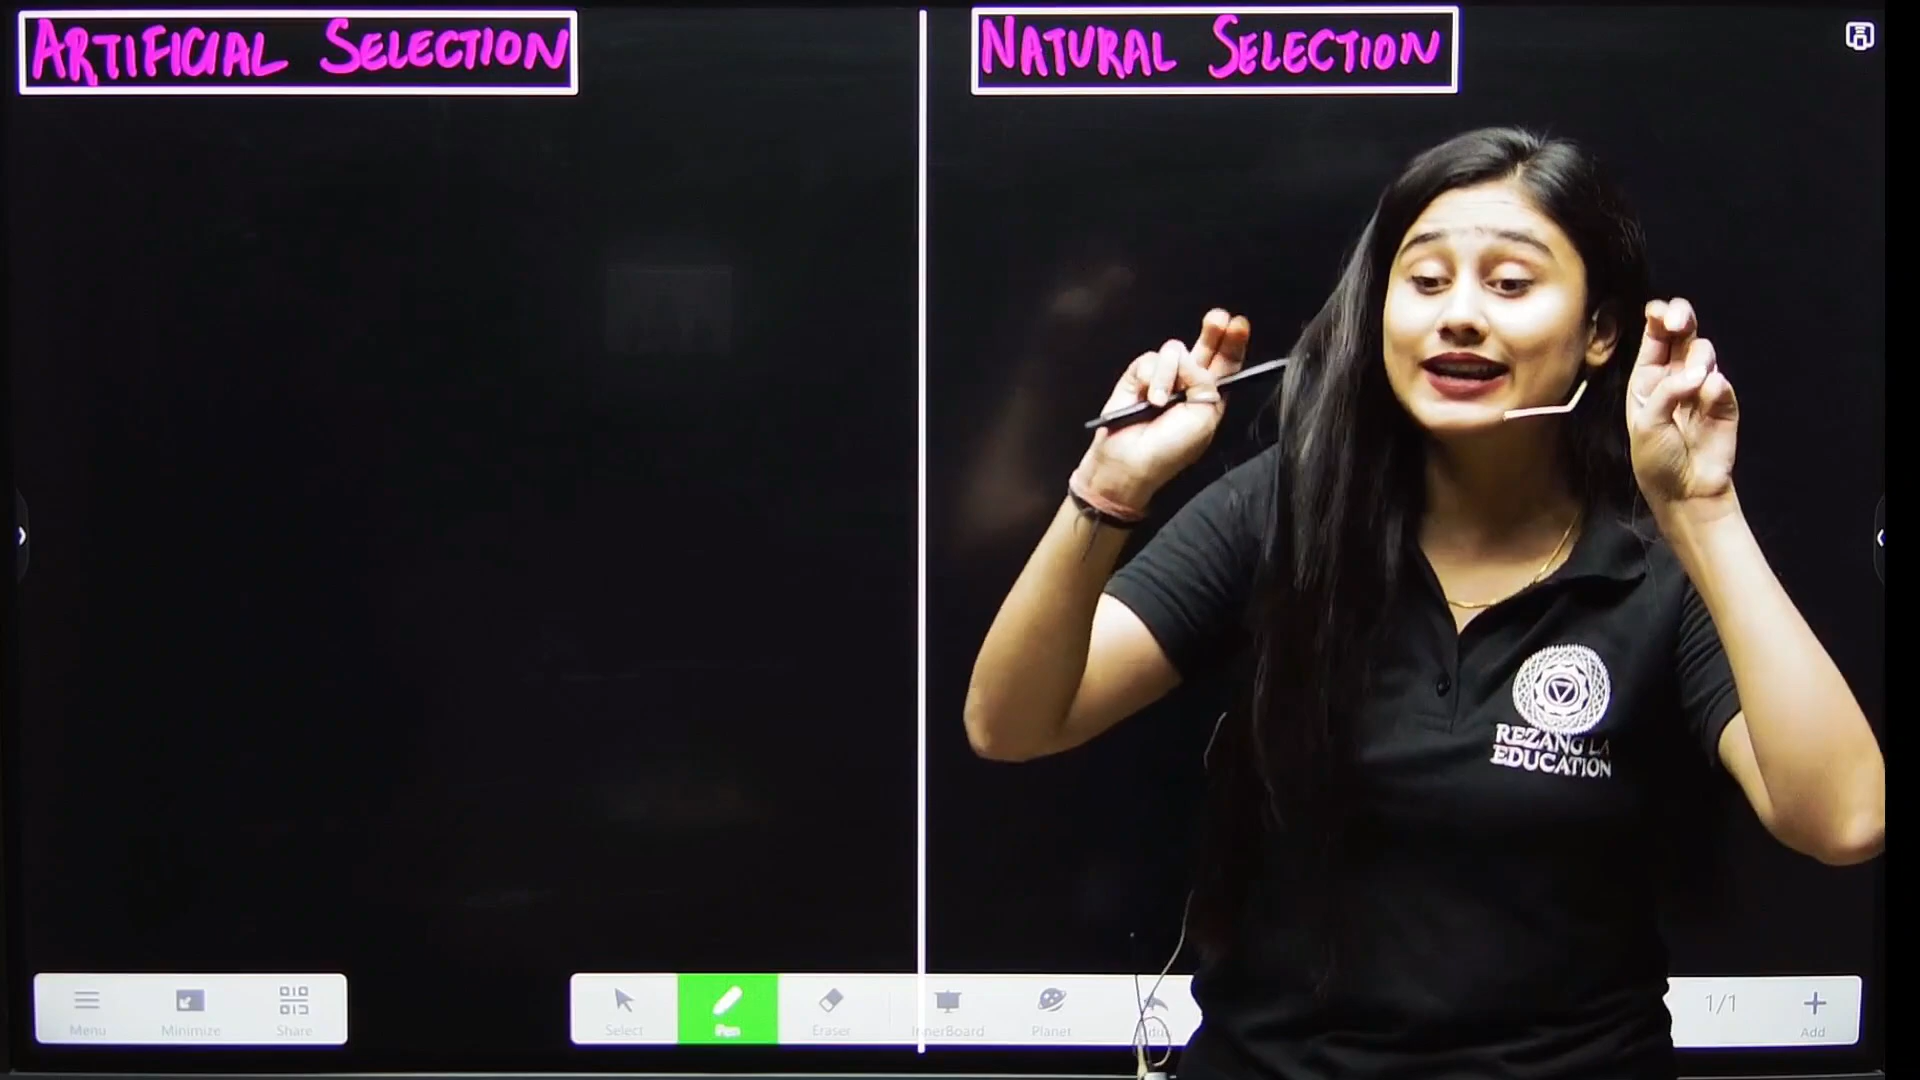 ARTIFICIAL SELECTION
NATURAL SELECTION
REZANG LA
EDUCATION
Menu
Minimize
Share
Select
Pen
Eraser
InnerBoard
Planet
1/1
Add